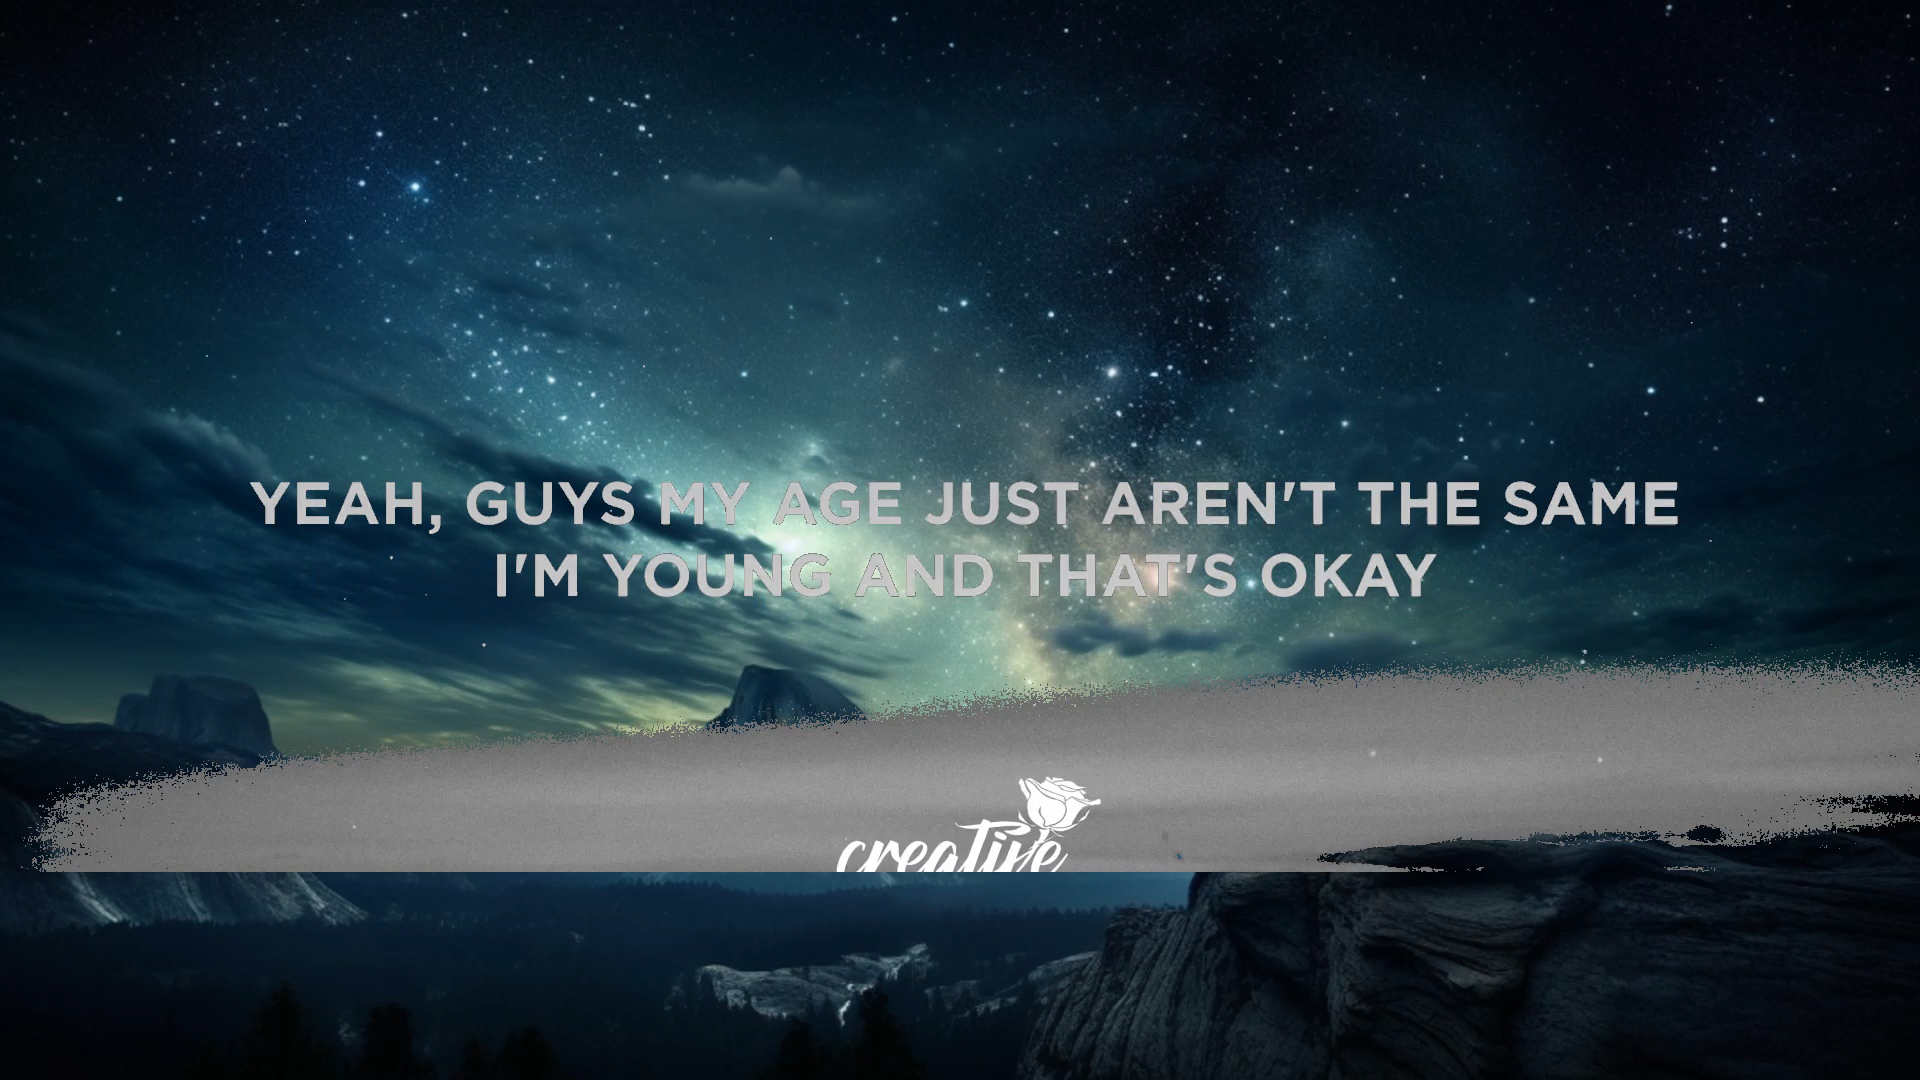 YEAH, GUYS MY AGE JUST AREN'T THE SAME
I'M YOUNG AND THAT'S OKAY
creative